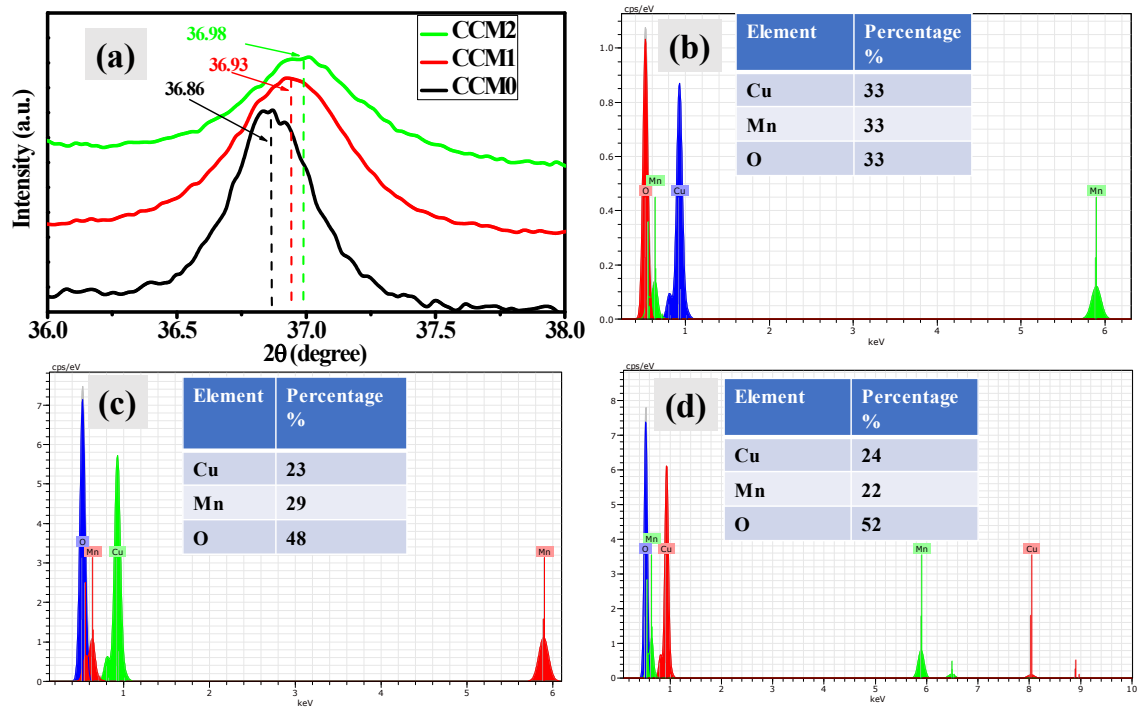 (a)
36.98
36.93
36.86
CCM2
CCM1
CCM0
Intensity (a.u.)
36.0 36.5 37.0 37.5 38.0
2θ (degree)
cps/eV
(b)
Element Percentage
%
Cu 33
Mn 33
O 33
1.0
0.8
0.6
0.4
0.2
0.0
O Mn Cu Mn
1 2 3 4 5 6
keV
cps/eV
(c)
Element Percentage
%
Cu 23
Mn 29
O 48
7
6
5
4
3
2
1
0
O Mn Cu Mn
1 2 3 4 5 6
keV
cps/eV
(d)
Element Percentage
%
Cu 24
Mn 22
O 52
8
7
6
5
4
3
2
1
0
O Mn Cu Mn Cu
1 2 3 4 5 6 7 8 9 10
keV